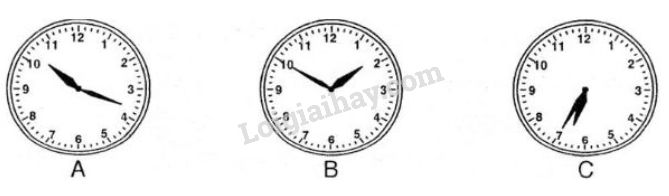 12 12 12
11 1 11 1 11 1
10 2 10 2 10 2
9 3 9 3 9 3
8 4 8 4 8 4
7 6 5 7 6 5 7 6 5
A B C
Loigiaihay.com